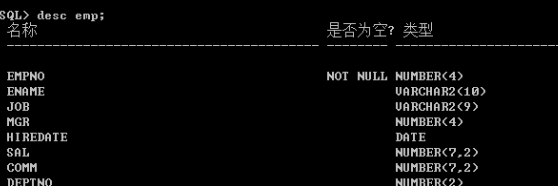 SQL> desc emp;
名称 是否为空? 类型
----------------------------------------- -------- ----------------------------
EMPNO NOT NULL NUMBER(4)
ENAME VARCHAR2(10)
JOB VARCHAR2(9)
MGR NUMBER(4)
HIREDATE DATE
SAL NUMBER(7,2)
COMM NUMBER(7,2)
DEPTNO NUMBER(2)